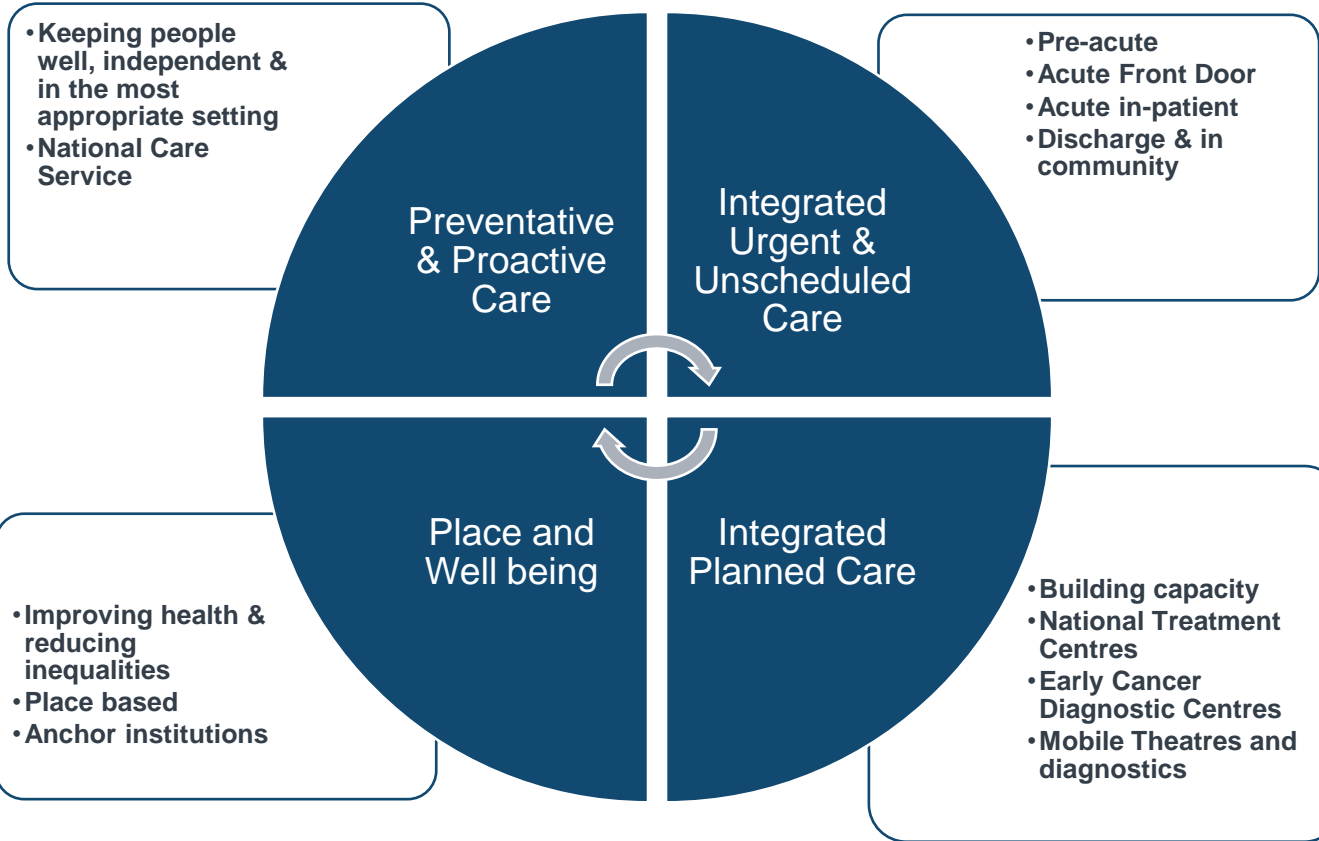 •Keeping people
well, independent &
in the most
appropriate setting
•National Care
Service
Preventative
& Proactive
Care
Integrated
Urgent &
Unscheduled
Care
•Pre-acute
•Acute Front Door
•Acute in-patient
•Discharge & in
community
•Improving health &
reducing
inequalities
•Place based
•Anchor institutions
Place and
Well being
Integrated
Planned Care
•Building capacity
•National Treatment
Centres
•Early Cancer
Diagnostic Centres
•Mobile Theatres and
diagnostics